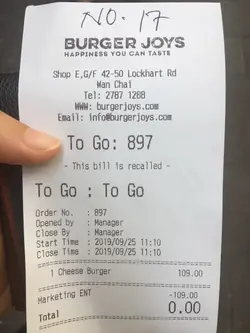 NO. 17
BURGER JOYS
HAPPINESS YOU CAN TASTE
Shop E,G/F 42-50 Lockhart Rd
Wan Chai
Tel: 2787 1288
WWW: burgerjoys.com
Email: info@burgerjoys.com
To Go: 897
- This bill is recalled -
To Go : To Go
Order No. : 897
Opened by : Manager
Close By : Manager
Start Time : 2019/09/25 11:10
Close Time : 2019/09/25 11:10
1 Cheese Burger 109.00
Marketing ENT -109.00
Total 0.00